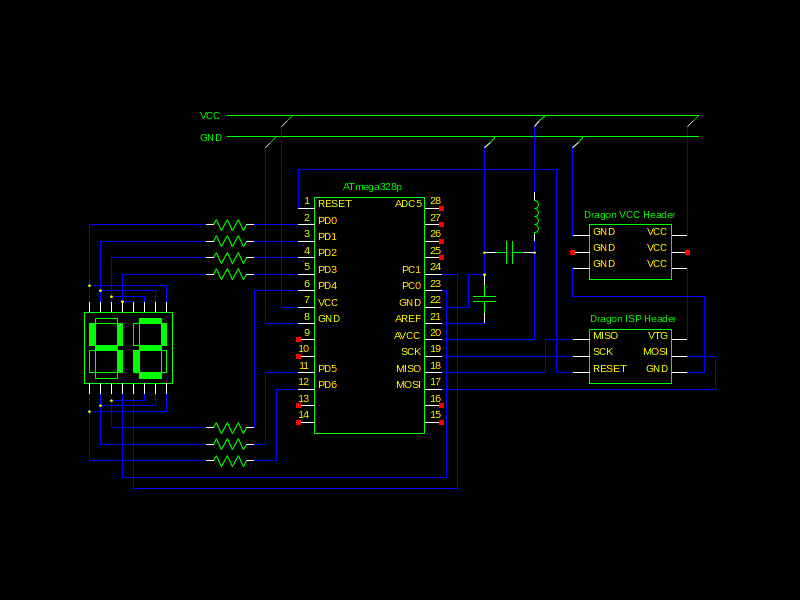 VCC
GND
ATmega328p
1 RESET ADC5 28
2 PD0 27
3 PD1 26
4 PD2 25
5 PD3 PC1 24
6 PD4 PC0 23
7 VCC GND 22
8 GND AREF 21
9 AVCC 20
10 SCK 19
11 PD5 MISO 18
12 PD6 MOSI 17
13 16
14 15
Dragon VCC Header
GND VCC
GND VCC
GND VCC
Dragon ISP Header
MISO VTG
SCK MOSI
RESET GND